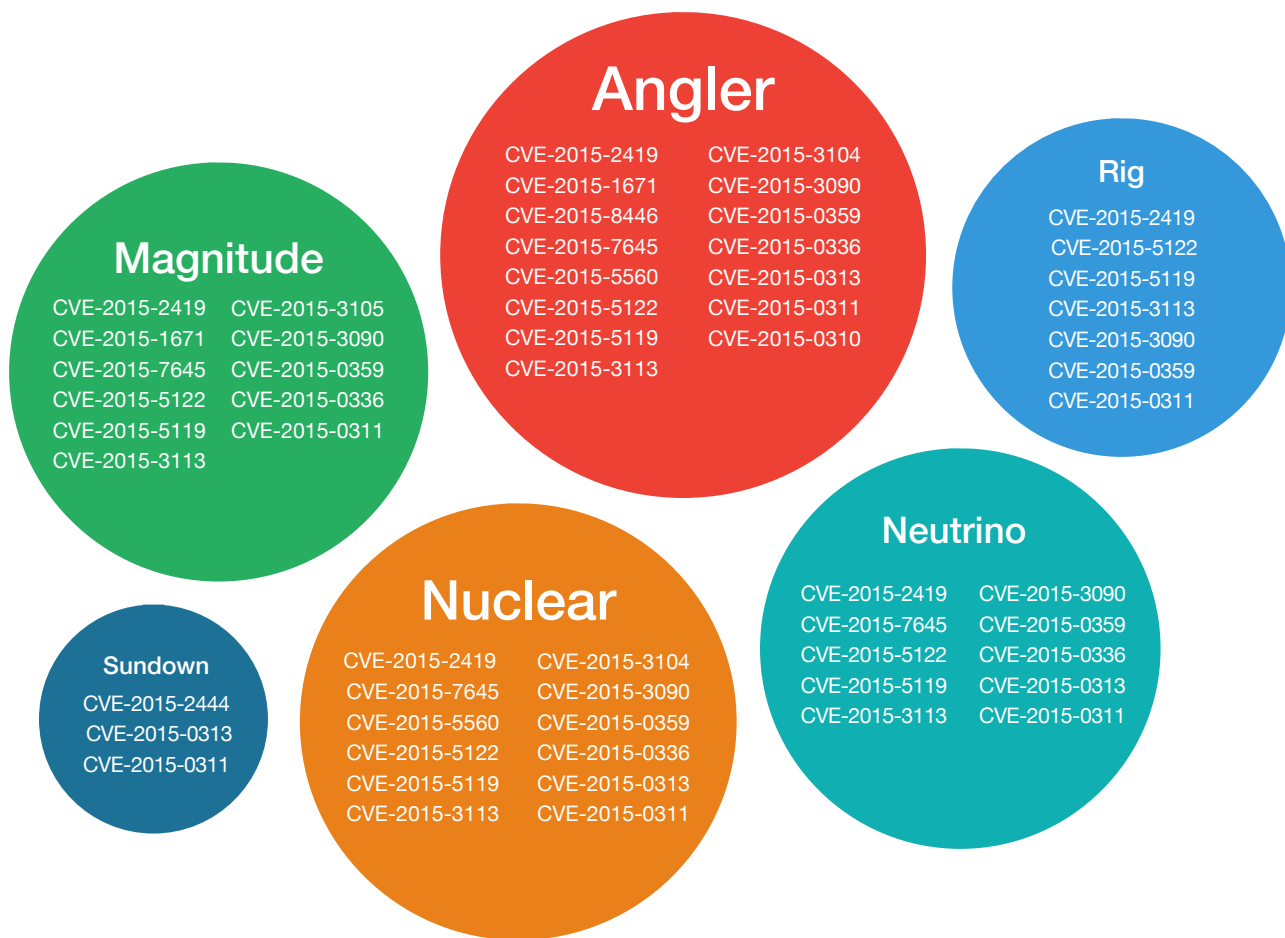 Angler
CVE-2015-2419
CVE-2015-1671
CVE-2015-8446
CVE-2015-7645
CVE-2015-5560
CVE-2015-5122
CVE-2015-5119
CVE-2015-3113
CVE-2015-3104
CVE-2015-3090
CVE-2015-0359
CVE-2015-0336
CVE-2015-0313
CVE-2015-0311
CVE-2015-0310
Rig
CVE-2015-2419
CVE-2015-5122
CVE-2015-5119
CVE-2015-3113
CVE-2015-3090
CVE-2015-0359
CVE-2015-0311
Magnitude
CVE-2015-2419
CVE-2015-1671
CVE-2015-7645
CVE-2015-5122
CVE-2015-5119
CVE-2015-3113
CVE-2015-3105
CVE-2015-3090
CVE-2015-0359
CVE-2015-0336
CVE-2015-0311
Neutrino
CVE-2015-2419
CVE-2015-7645
CVE-2015-5122
CVE-2015-5119
CVE-2015-3113
CVE-2015-3090
CVE-2015-0359
CVE-2015-0336
CVE-2015-0313
CVE-2015-0311
Nuclear
CVE-2015-2419
CVE-2015-7645
CVE-2015-5560
CVE-2015-5122
CVE-2015-5119
CVE-2015-3113
CVE-2015-3104
CVE-2015-3090
CVE-2015-0359
CVE-2015-0336
CVE-2015-0313
CVE-2015-0311
Sundown
CVE-2015-2444
CVE-2015-0313
CVE-2015-0311